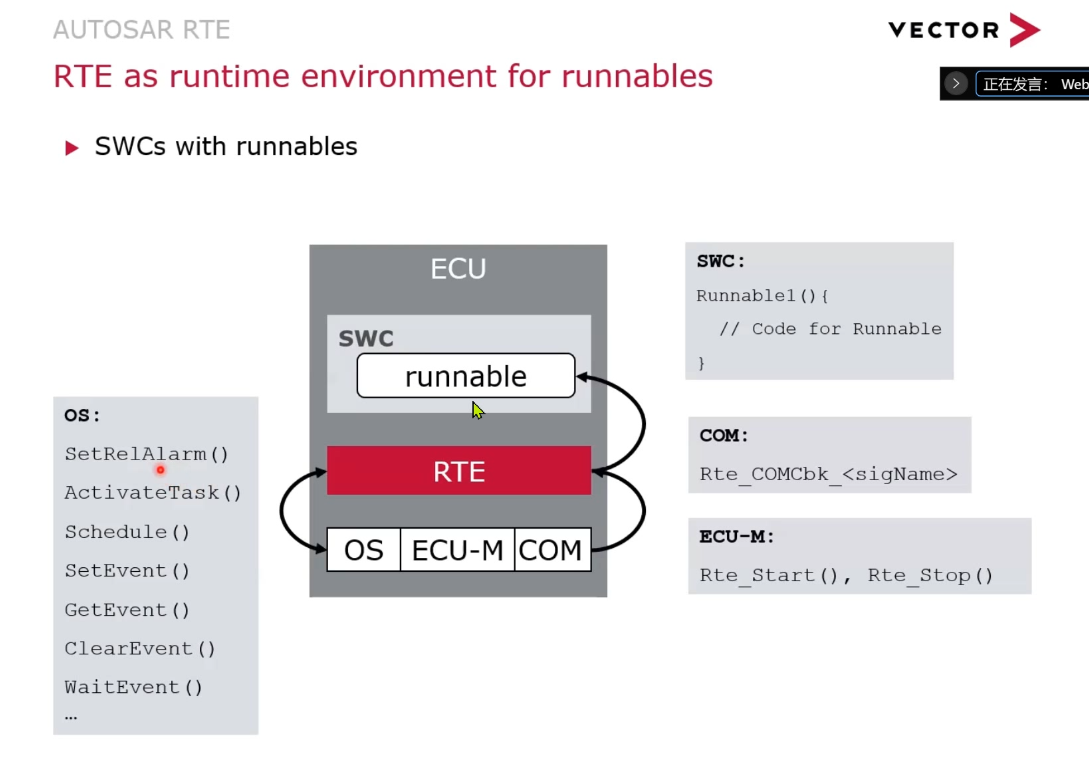 AUTOSAR RTE
VECTOR
RTE as runtime environment for runnables
正在发言： Web
SWCs with runnables
ECU
SWC
runnable
RTE
OS
ECU-M
COM
OS:
SetRelAlarm()
ActivateTask()
Schedule()
SetEvent()
GetEvent()
ClearEvent()
WaitEvent()
…
SWC:
Runnable1(){
// Code for Runnable
}
COM:
Rte_COMCbk_<sigName>
ECU-M:
Rte_Start(), Rte_Stop()